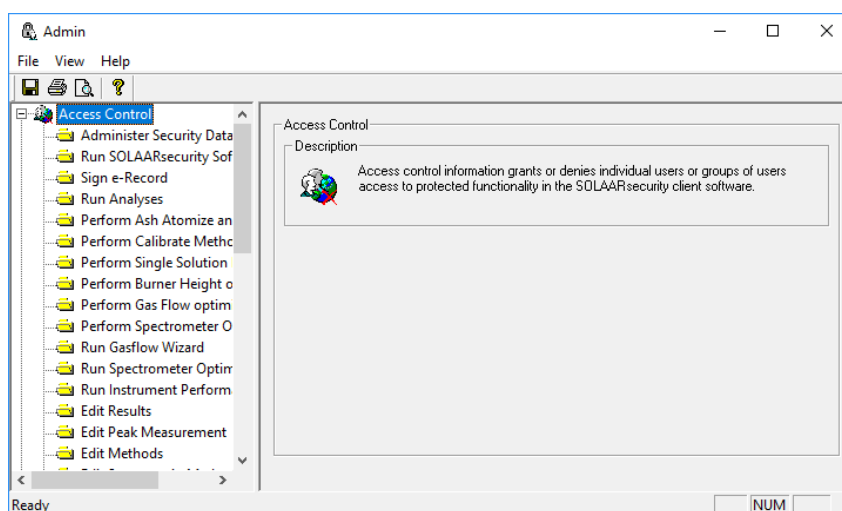 Admin
File View Help
Access Control
Administer Security Data
Run SOLAARsecurity Sof
Sign e-Record
Run Analyses
Perform Ash Atomize an
Perform Calibrate Metho
Perform Single Solution
Perform Burner Height o
Perform Gas Flow optim
Perform Spectrometer O
Run Gasflow Wizard
Run Spectrometer Optim
Run Instrument Perform
Edit Results
Edit Peak Measurement
Edit Methods
Access Control
Description
Access control information grants or denies individual users or groups of users
access to protected functionality in the SOLAARsecurity client software.
Ready
NUM